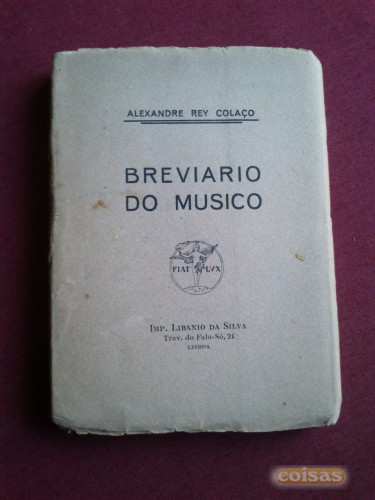 ALEXANDRE REY COLAÇO
BREVIARIO
DO MUSICO
FIAT LVX
IMP. LIBANIO DA SILVA
Trav. do Fala-Só, 24
LISBOA
coisas